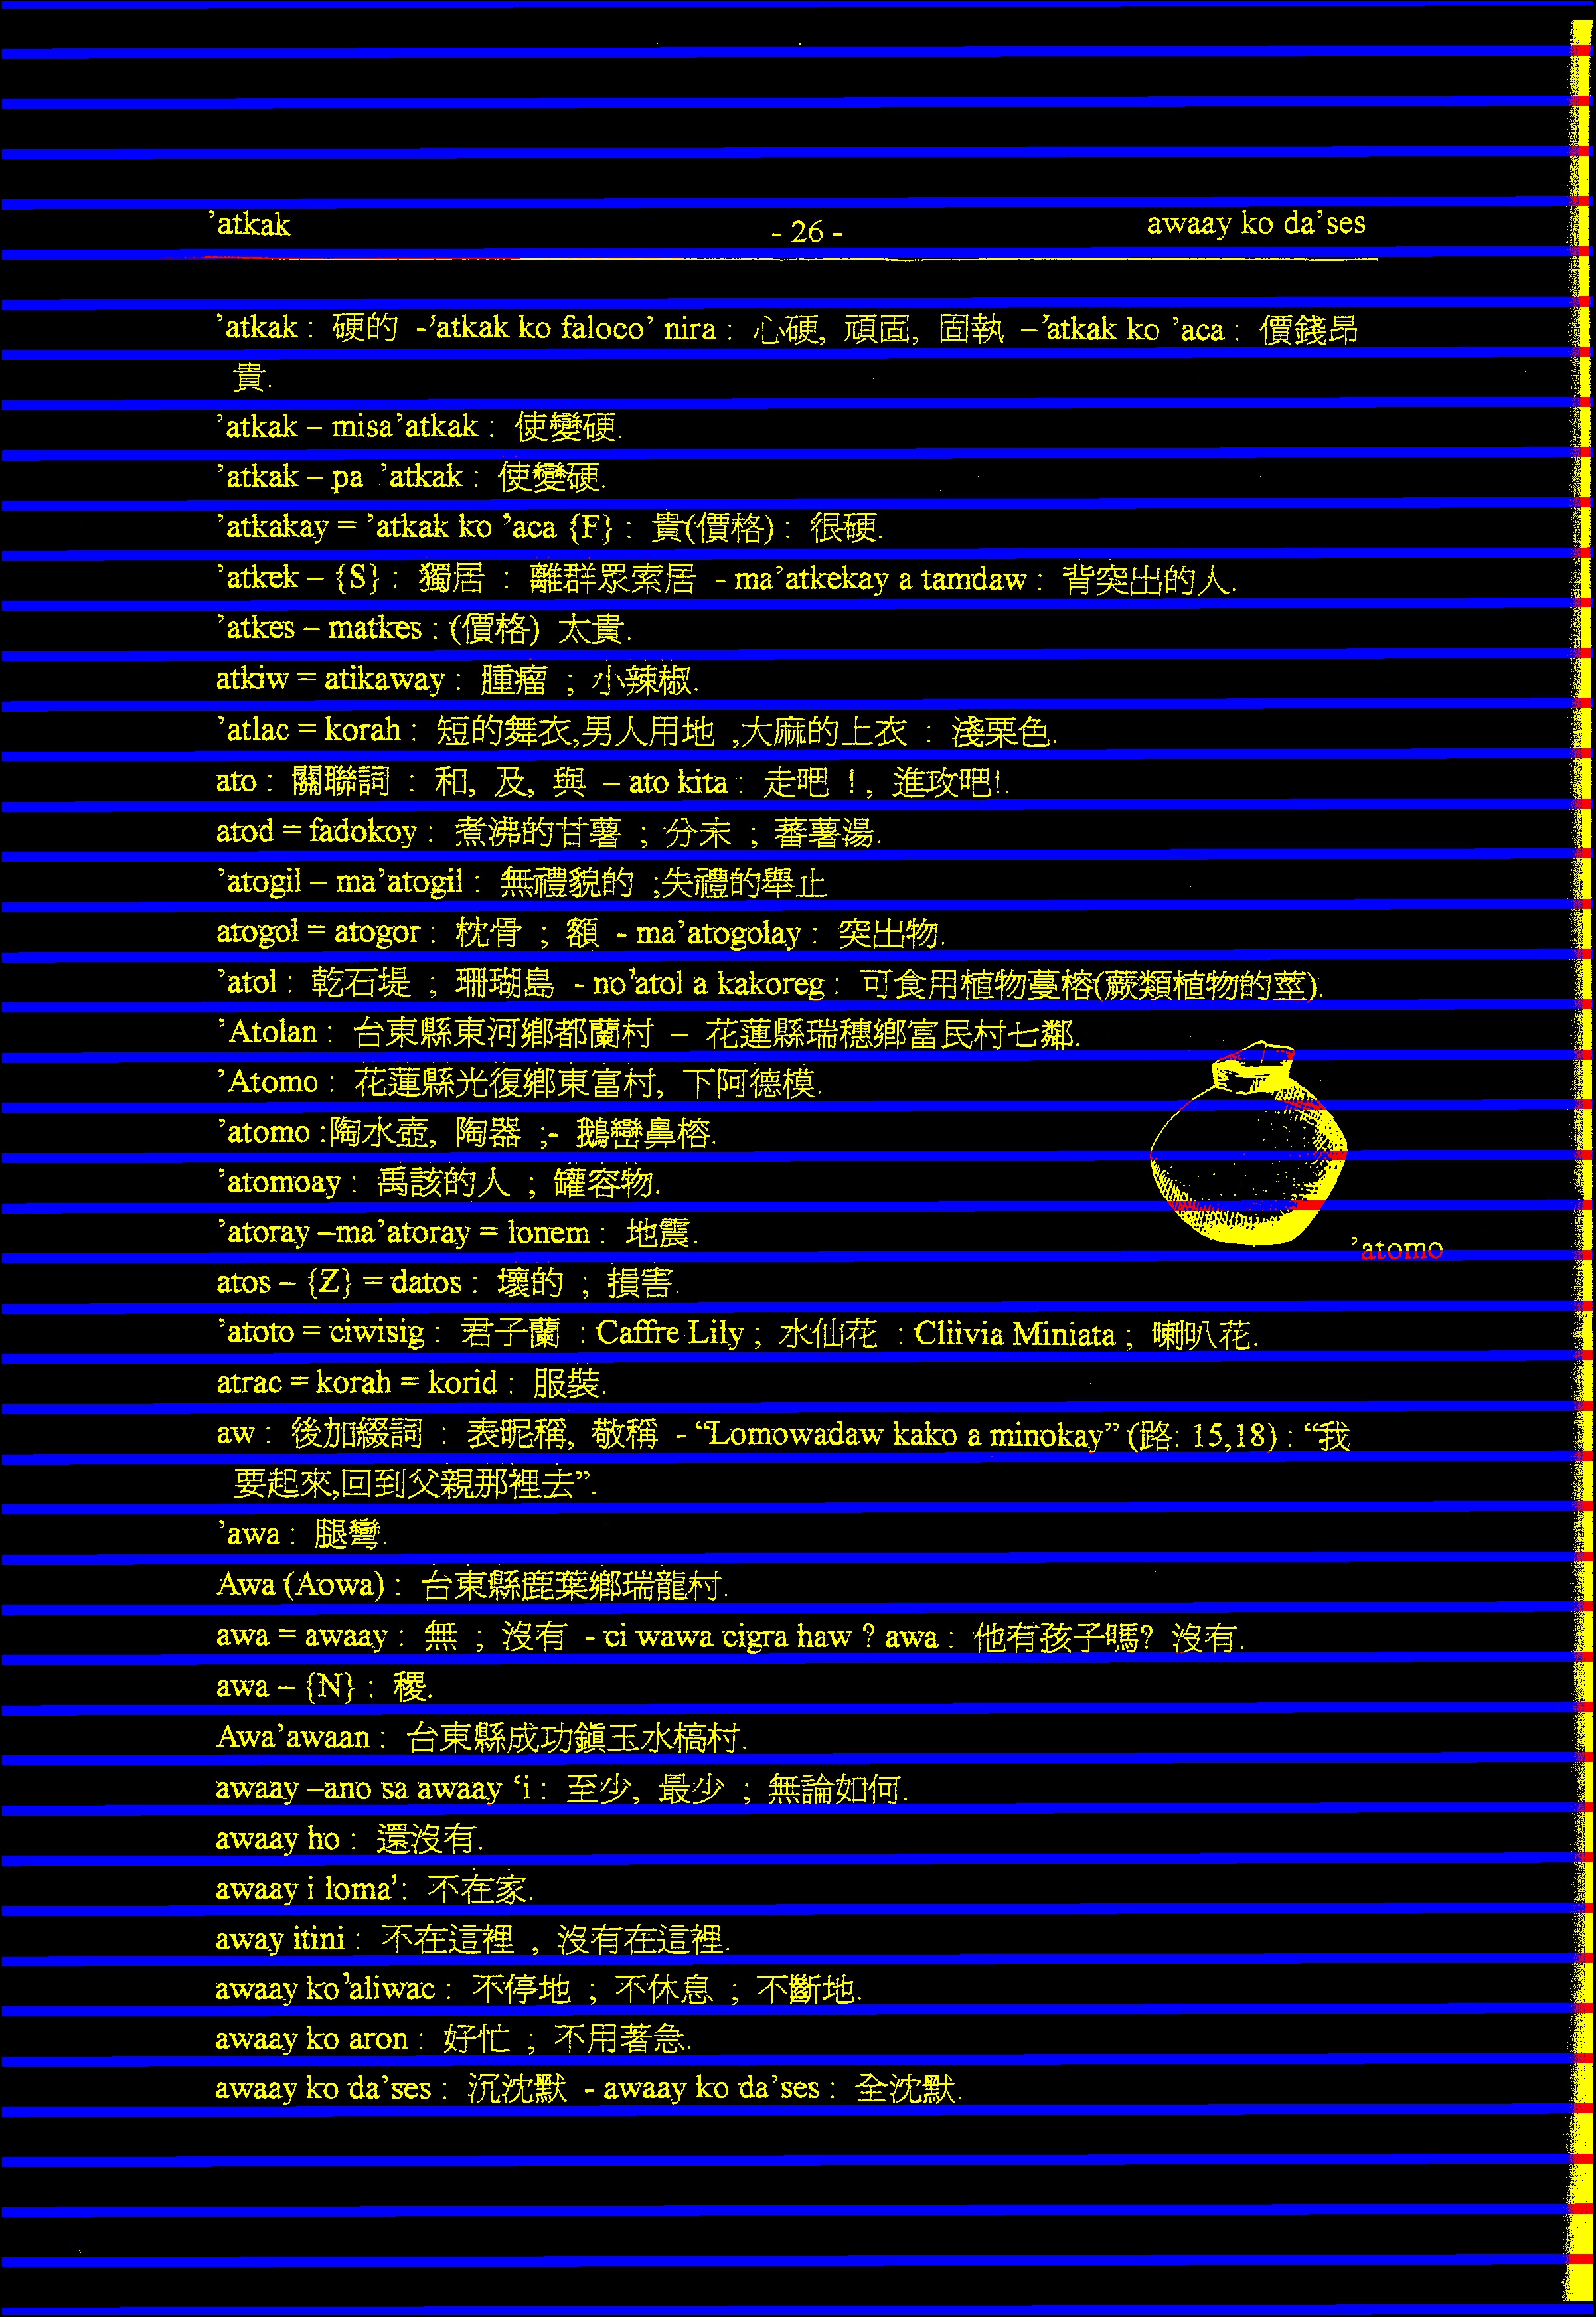 ’atkak - 26 - awaay ko da’ses
’atkak : 硬的 -’atkak ko faloco’ nira : 心硬, 頑固, 固執 –’atkak ko ’aca : 價錢昂
貴.
’atkak – misa’atkak : 使變硬.
’atkak – pa ’atkak : 使變硬.
’atkakay = ’atkak ko ’aca {F} : 貴(價格) : 很硬.
’atkek – {S} : 獨居 : 離群眾索居 - ma’atkekay a tamdaw : 背突出的人.
’atkes – matkes : (價格) 太貴.
atkiw = atikaway : 腫瘤 ; 小辣椒.
’atlac = korah : 短的舞衣,男人用地 ,大麻的上衣 : 淺栗色.
ato : 關聯詞 : 和, 及, 與 – ato kita : 走吧 ! , 進攻吧!.
atod = fadokoy : 煮沸的甘薯 ; 分未 ; 蕃薯湯.
’atogil – ma’atogil : 無禮貌的 ;失禮的舉止
atogol = atogor : 枕骨 ; 額 - ma’atogolay : 突出物.
’atol : 乾石堤 ; 珊瑚島 - no’atol a kakoreg : 可食用植物蔓榕(蕨類植物的莖).
’Atolan : 台東縣東河鄉都蘭村 – 花蓮縣瑞穗鄉富民村七鄰.
’Atomo : 花蓮縣光復鄉東富村, 下阿德模.
’atomo :陶水壺, 陶器 ;- 鵝巒鼻榕.
’atomoay : 禹該的人 ; 罐容物.
’atoray –ma’atoray = lonem : 地震.
’atomo
atos – {Z} = datos : 壞的 ; 損害.
’atoto = ciwisig : 君子蘭 : Caffre Lily ; 水仙花 : Cliivia Miniata ; 喇叭花.
atrac = korah = korid : 服裝.
aw : 後加綴詞 : 表昵稱, 敬稱 - “Lomowadaw kako a minokay” (路: 15,18) : “我
要起來,回到父親那裡去”.
’awa : 腿彎.
Awa (Aowa) : 台東縣鹿葉鄉瑞龍村.
awa = awaay : 無 ; 沒有 - ci wawa cigra haw ? awa : 他有孩子嗎? 沒有.
awa – {N} : 稷.
Awa’awaan : 台東縣成功鎮玉水槁村.
awaay –ano sa awaay ‘i : 至少, 最少 ; 無論如何.
awaay ho : 還沒有.
awaay i loma’: 不在家.
away itini : 不在這裡 , 沒有在這裡.
awaay ko’aliwac : 不停地 ; 不休息 ; 不斷地.
awaay ko aron : 好忙 ; 不用著急.
awaay ko da’ses : 沉沈默 - awaay ko da’ses : 全沈默.